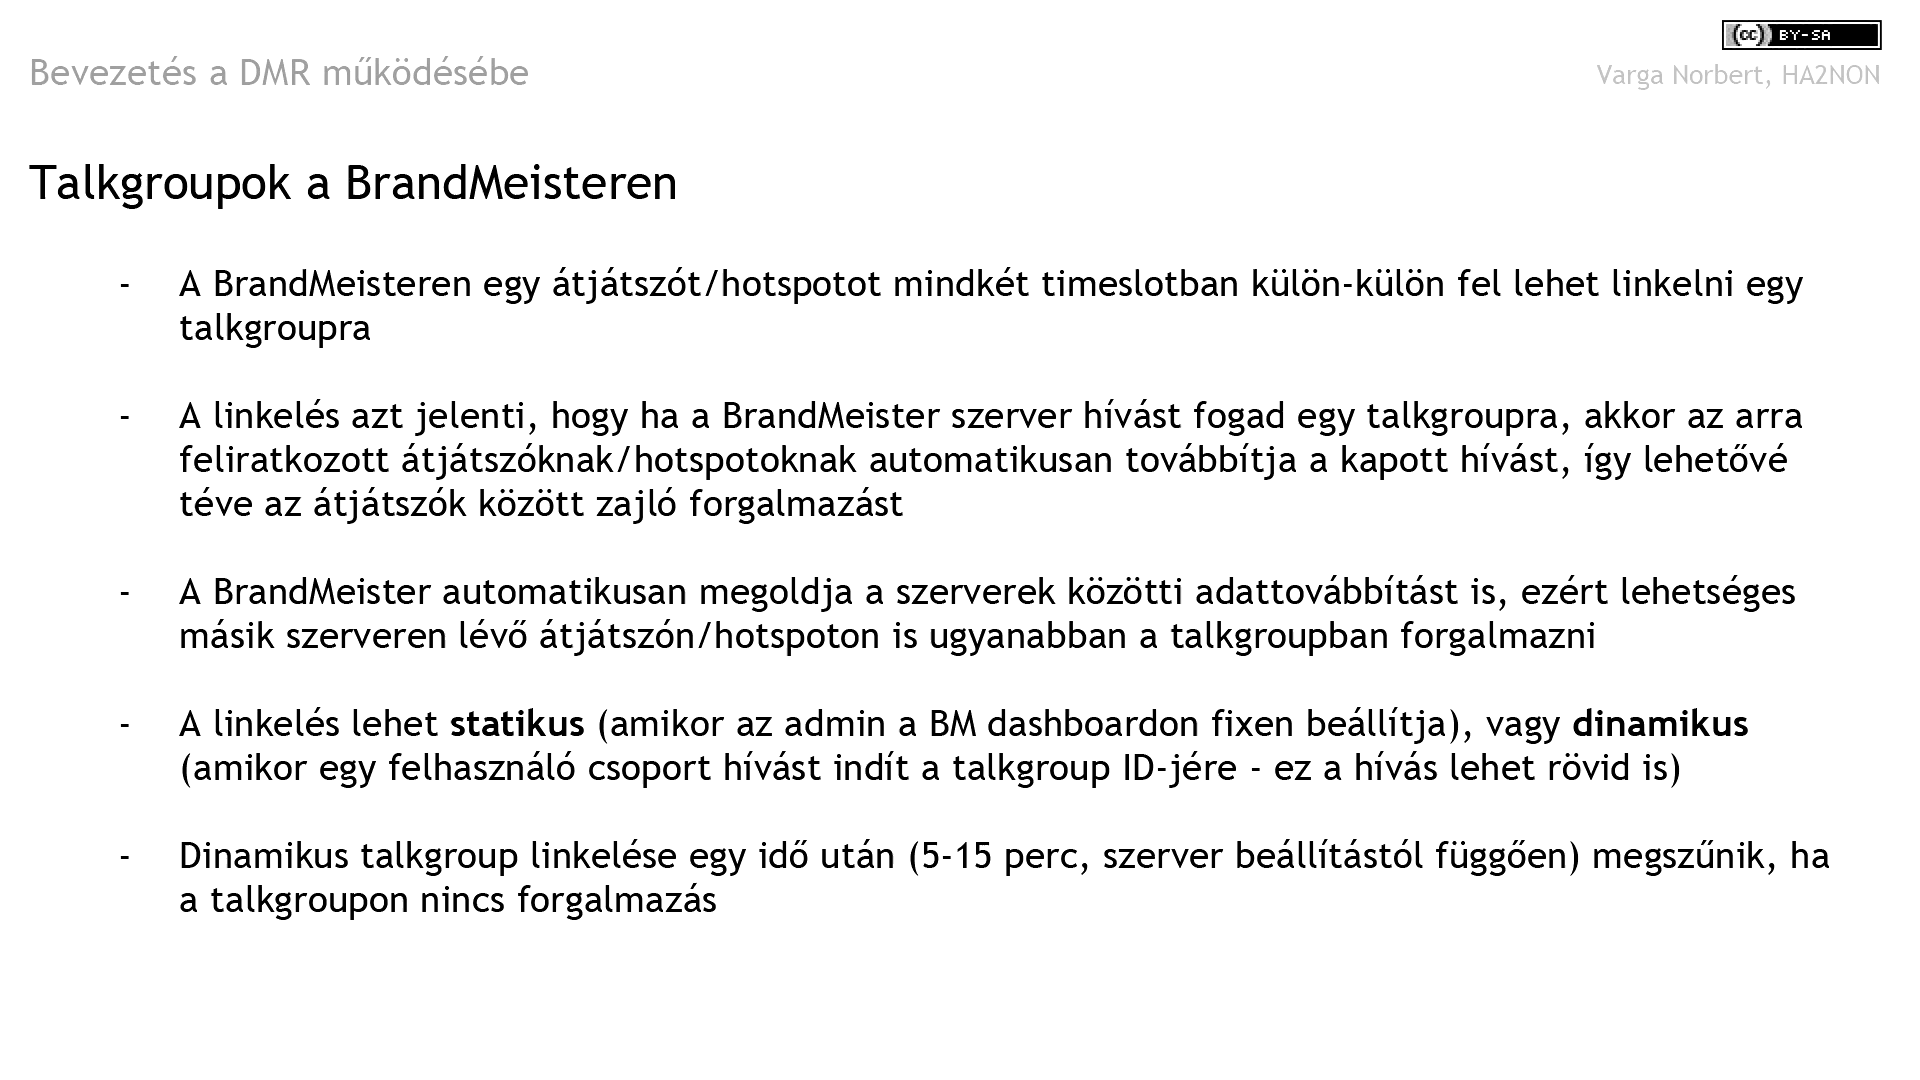 (cc) BY-SA
Bevezetés a DMR működésébe
Varga Norbert, HA2NON
Talkgroupok a BrandMeisteren
- A BrandMeisteren egy átjátszót/hotspotot mindkét timeslotban külön-külön fel lehet linkelni egy
talkgroupra
- A linkelés azt jelenti, hogy ha a BrandMeister szerver hívást fogad egy talkgroupra, akkor az arra
feliratkozott átjátszóknak/hotspotoknak automatikusan továbbítja a kapott hívást, így lehetővé
téve az átjátszók között zajló forgalmazást
- A BrandMeister automatikusan megoldja a szerverek közötti adattovábbítást is, ezért lehetséges
másik szerveren lévő átjátszón/hotspoton is ugyanabban a talkgroupban forgalmazni
- A linkelés lehet statikus (amikor az admin a BM dashboardon fixen beállítja), vagy dinamikus
(amikor egy felhasználó csoport hívást indít a talkgroup ID-jére - ez a hívás lehet rövid is)
- Dinamikus talkgroup linkelése egy idő után (5-15 perc, szerver beállítástól függően) megszűnik, ha
a talkgroupon nincs forgalmazás